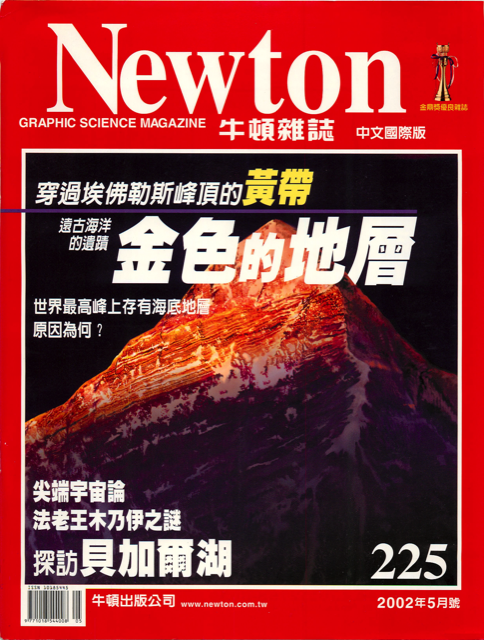 Newton
金鼎獎優良雜誌
GRAPHIC SCIENCE MAGAZINE 牛頓雜誌 中文國際版
穿過埃佛勒斯峰頂的黃帶
遠古海洋
的遺蹟
金色的地層
世界最高峰上存有海底地層
原因為何？
尖端宇宙論
法老王木乃伊之謎
探訪貝加爾湖
225
牛頓出版公司 www.newton.com.tw
2002年5月號